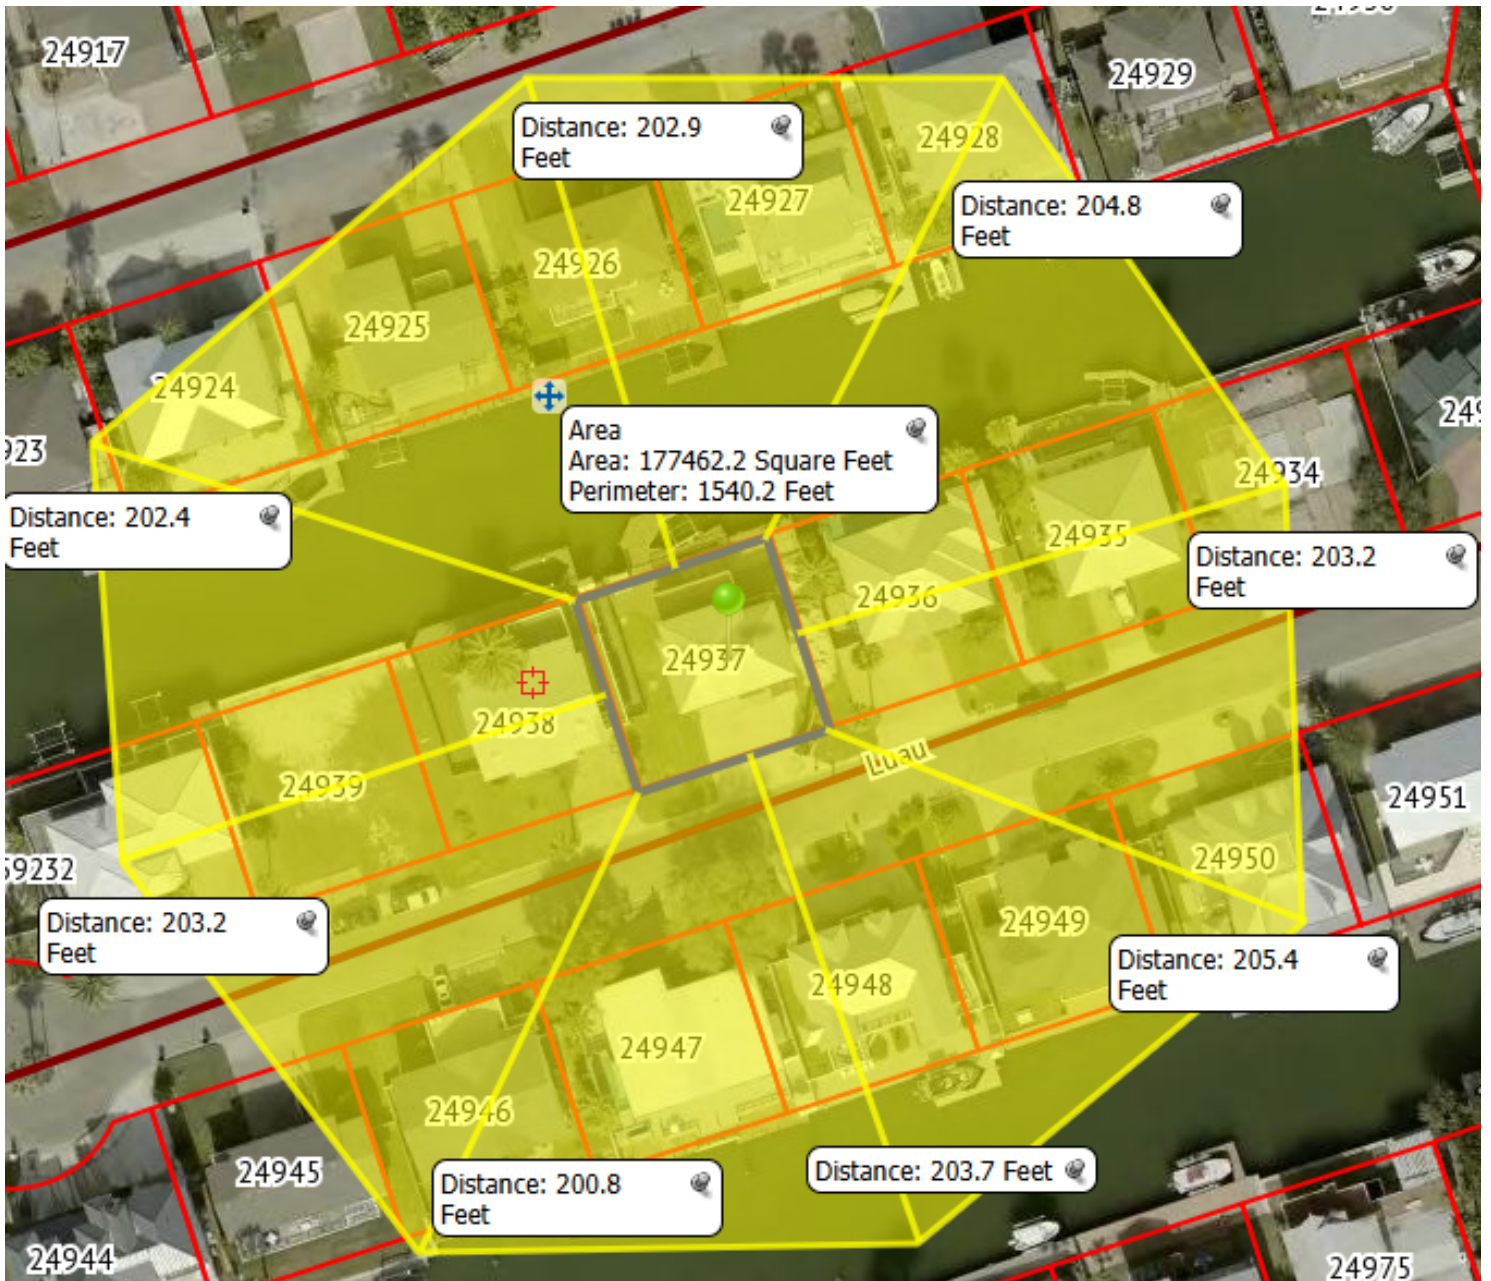 24917
24929
Distance: 202.9
Feet
24928
24927
Distance: 204.8
Feet
24926
24925
24924
Area
Area: 177462.2 Square Feet
Perimeter: 1540.2 Feet
24934
Distance: 202.4
Feet
24935
Distance: 203.2
Feet
24936
24937
24938
Luau
24939
24951
24950
59232
Distance: 203.2
Feet
24949
Distance: 205.4
Feet
24948
24947
24946
24945
Distance: 200.8
Feet
Distance: 203.7 Feet
24944
24975